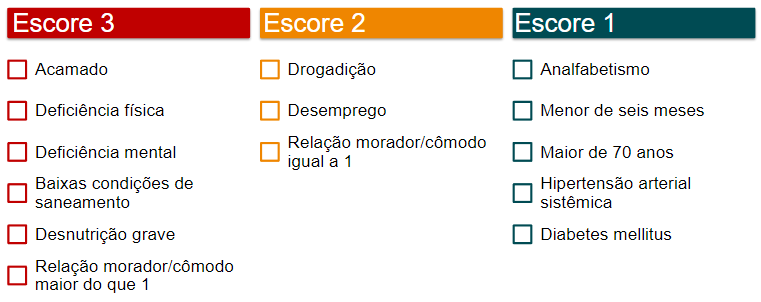 Escore 3
Acamado
Deficiência física
Deficiência mental
Baixas condições de
saneamento
Desnutrição grave
Relação morador/cômodo
maior do que 1
Escore 2
Drogadição
Desemprego
Relação morador/cômodo
igual a 1
Escore 1
Analfabetismo
Menor de seis meses
Maior de 70 anos
Hipertensão arterial
sistêmica
Diabetes mellitus